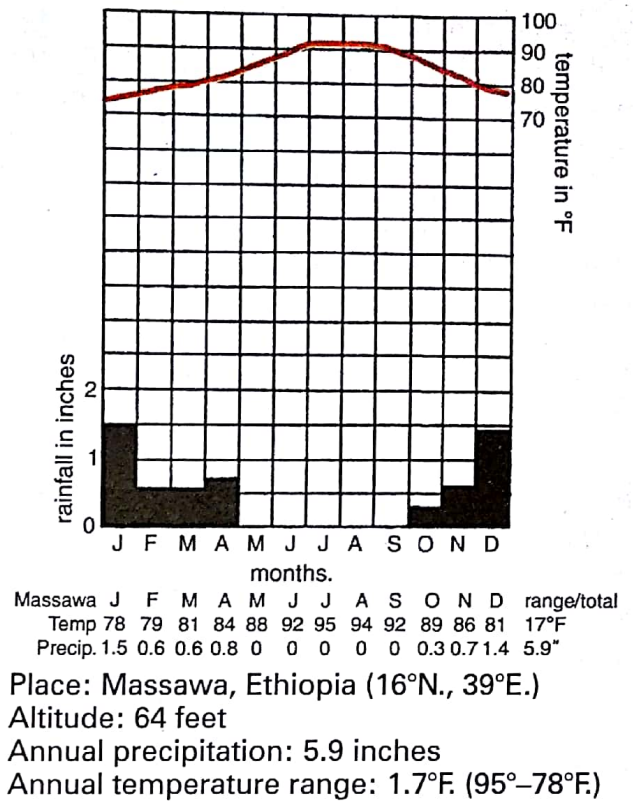 100
90
80
70
temperature in °F
rainfall in inches
2
1
0
J F M A M J J A S O N D
months.
Massawa J F M A M J J A S O N D range/total
Temp 78 79 81 84 88 92 95 94 92 89 86 81 17°F
Precip. 1.5 0.6 0.6 0.8 0 0 0 0 0 0.3 0.7 1.4 5.9"
Place: Massawa, Ethiopia (16°N., 39°E.)
Altitude: 64 feet
Annual precipitation: 5.9 inches
Annual temperature range: 1.7°F. (95°–78°F.)